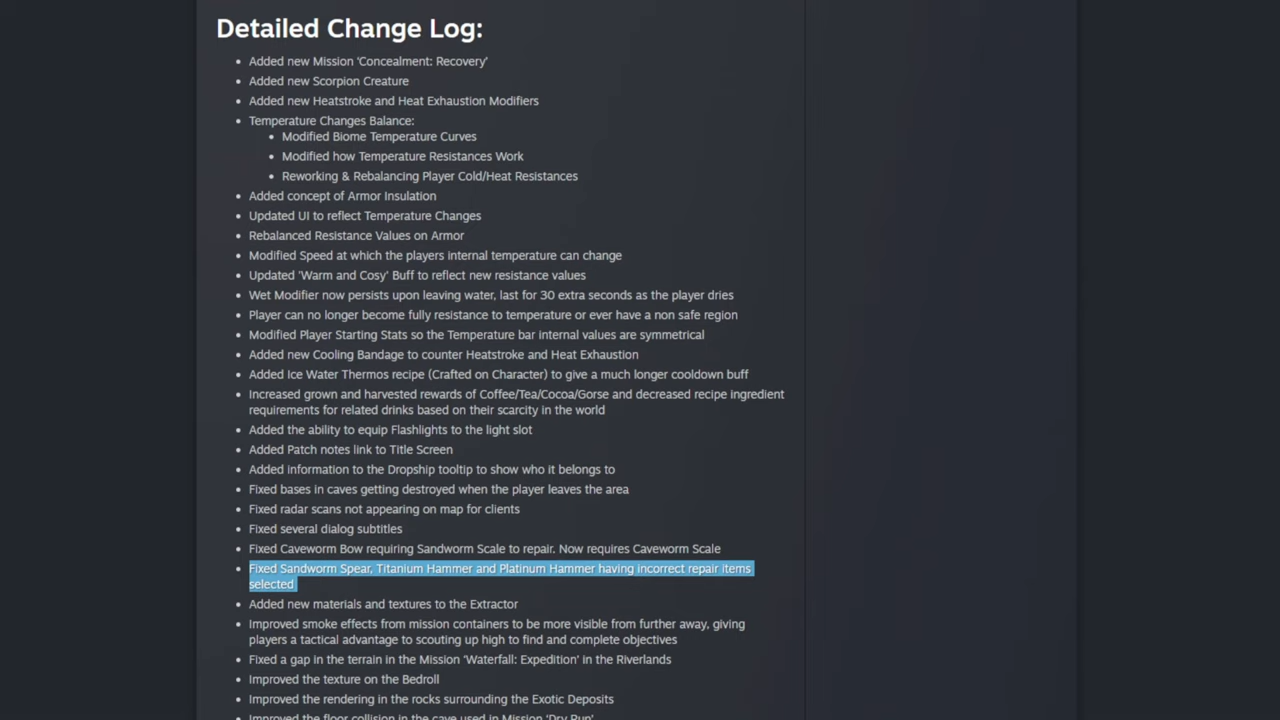 Detailed Change Log:
• Added new Mission ‘Concealment: Recovery’
• Added new Scorpion Creature
• Added new Heatstroke and Heat Exhaustion Modifiers
• Temperature Changes Balance:
• Modified Biome Temperature Curves
• Modified how Temperature Resistances Work
• Reworking & Rebalancing Player Cold/Heat Resistances
• Added concept of Armor Insulation
• Updated UI to reflect Temperature Changes
• Rebalanced Resistance Values on Armor
• Modified Speed at which the players internal temperature can change
• Updated ‘Warm and Cosy’ Buff to reflect new resistance values
• Wet Modifier now persists upon leaving water, last for 30 extra seconds as the player dries
• Player can no longer become fully resistance to temperature or ever have a non safe region
• Modified Player Starting Stats so the Temperature bar internal values are symmetrical
• Added new Cooling Bandage to counter Heatstroke and Heat Exhaustion
• Added Ice Water Thermos recipe (Crafted on Character) to give a much longer cooldown buff
• Increased grown and harvested rewards of Coffee/Tea/Cocoa/Gorse and decreased recipe ingredient
requirements for related drinks based on their scarcity in the world
• Added the ability to equip Flashlights to the light slot
• Added Patch notes link to Title Screen
• Added information to the Dropship tooltip to show who it belongs to
• Fixed bases in caves getting destroyed when the player leaves the area
• Fixed radar scans not appearing on map for clients
• Fixed several dialog subtitles
• Fixed Caveworm Bow requiring Sandworm Scale to repair. Now requires Caveworm Scale
• Fixed Sandworm Spear, Titanium Hammer and Platinum Hammer having incorrect repair items
selected
• Added new materials and textures to the Extractor
• Improved smoke effects from mission containers to be more visible from further away, giving
players a tactical advantage to scouting up high to find and complete objectives
• Fixed a gap in the terrain in the Mission ‘Waterfall: Expedition’ in the Riverlands
• Improved the texture on the Bedroll
• Improved the rendering in the rocks surrounding the Exotic Deposits
• Improved the floor collision in the cave used in Mission ‘Dry Run’